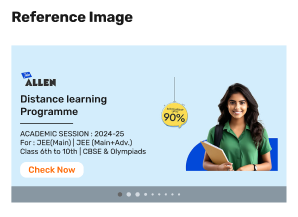 Reference Image
ALLEN
Distance learning
Programme
ACADEMIC SESSION : 2024-25
For : JEE(Main) | JEE (Main+Adv.)
Class 6th to 10th | CBSE & Olympiads
Check Now
90%